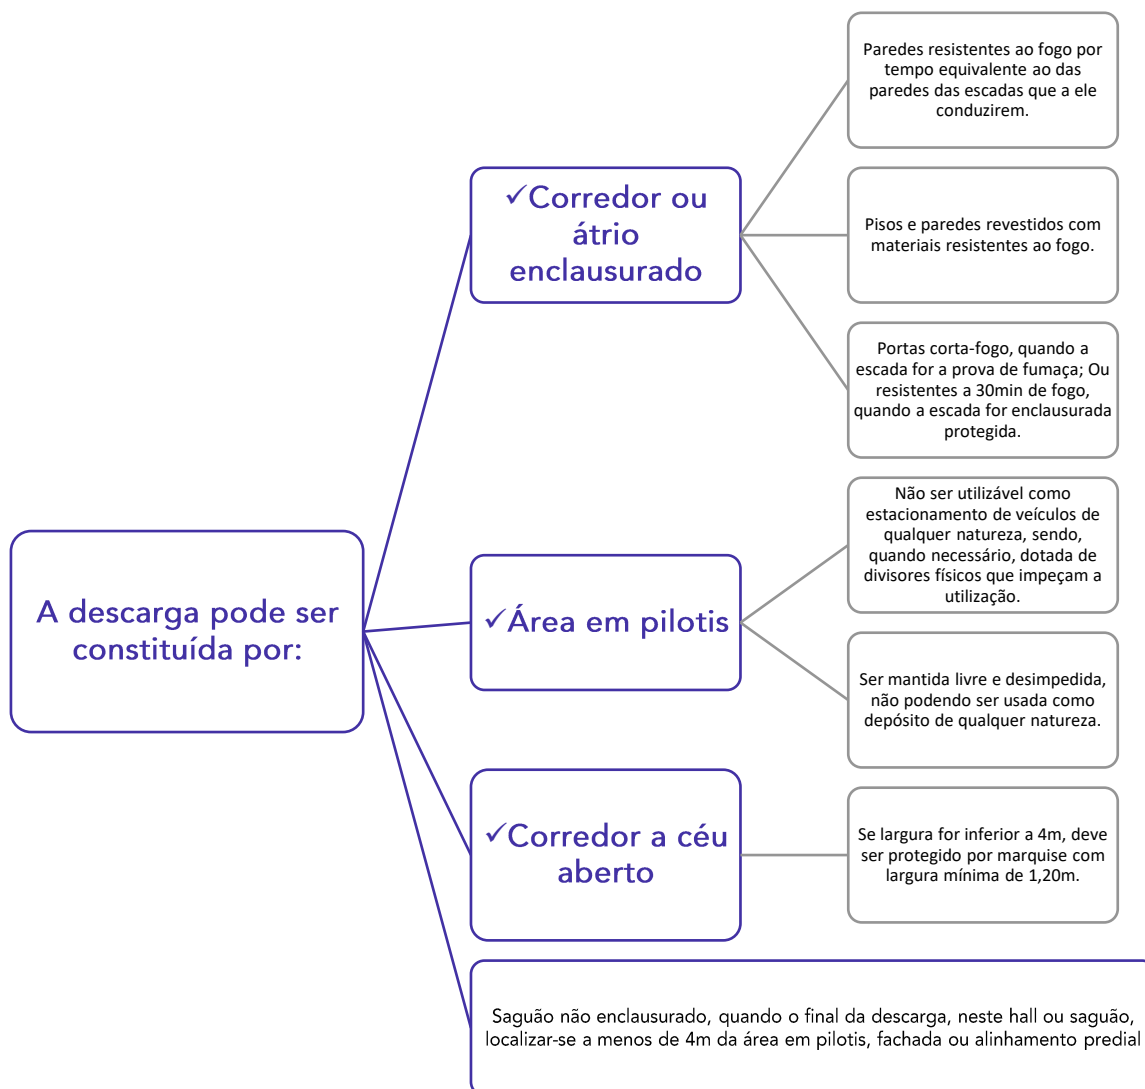 A descarga pode ser
constituída por:
✓Corredor ou
átrio
enclausurado
Paredes resistentes ao fogo por
tempo equivalente ao das
paredes das escadas que a ele
conduzirem.
Pisos e paredes revestidos com
materiais resistentes ao fogo.
Portas corta-fogo, quando a
escada for a prova de fumaça; Ou
resistentes a 30min de fogo,
quando a escada for enclausurada
protegida.
✓Área em pilotis
Não ser utilizável como
estacionamento de veículos de
qualquer natureza, sendo,
quando necessário, dotada de
divisores físicos que impeçam a
utilização.
Ser mantida livre e desimpedida,
não podendo ser usada como
depósito de qualquer natureza.
✓Corredor a céu
aberto
Se largura for inferior a 4m, deve
ser protegido por marquise com
largura mínima de 1,20m.
Saguão não enclausurado, quando o final da descarga, neste hall ou saguão,
localizar-se a menos de 4m da área em pilotis, fachada ou alinhamento predial